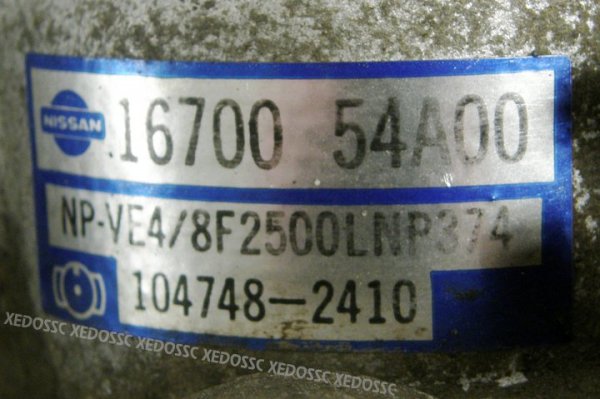 NISSAN 16700 54A00
NP-VE4/8F2500LNP374
104748-2410
XEDOSSC XEDOSSC XEDOSSC XEDOSSC XEDOSSC XEDOSSC